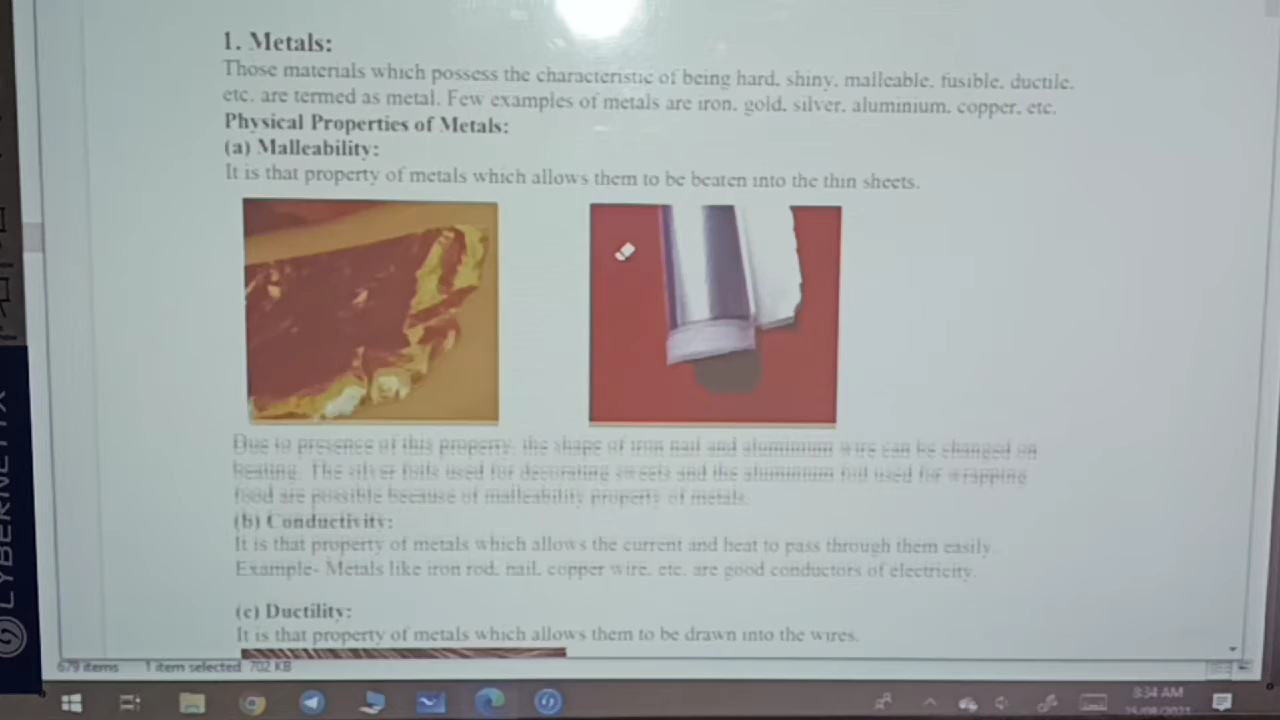 1. Metals:
Those materials which possess the characteristic of being hard, shiny, malleable, fusible, ductile,
etc. are termed as metal. Few examples of metals are iron, gold, silver, aluminium, copper, etc.
Physical Properties of Metals:
(a) Malleability:
It is that property of metals which allows them to be beaten into the thin sheets.
Due to presence of this property, the shape of iron nail and aluminium wire can be changed on
heating. The silver foils used for decorating sweets and the aluminium foil used for wrapping
food are possible because of malleability property of metals.
(b) Conductivity:
It is that property of metals which allows the current and heat to pass through them easily.
Example- Metals like iron rod, nail, copper wire, etc. are good conductors of electricity.
(c) Ductility:
It is that property of metals which allows them to be drawn into the wires.
679 items 1 item selected 702 KB
8:34 AM
25/08/2021
CYBERNETYX